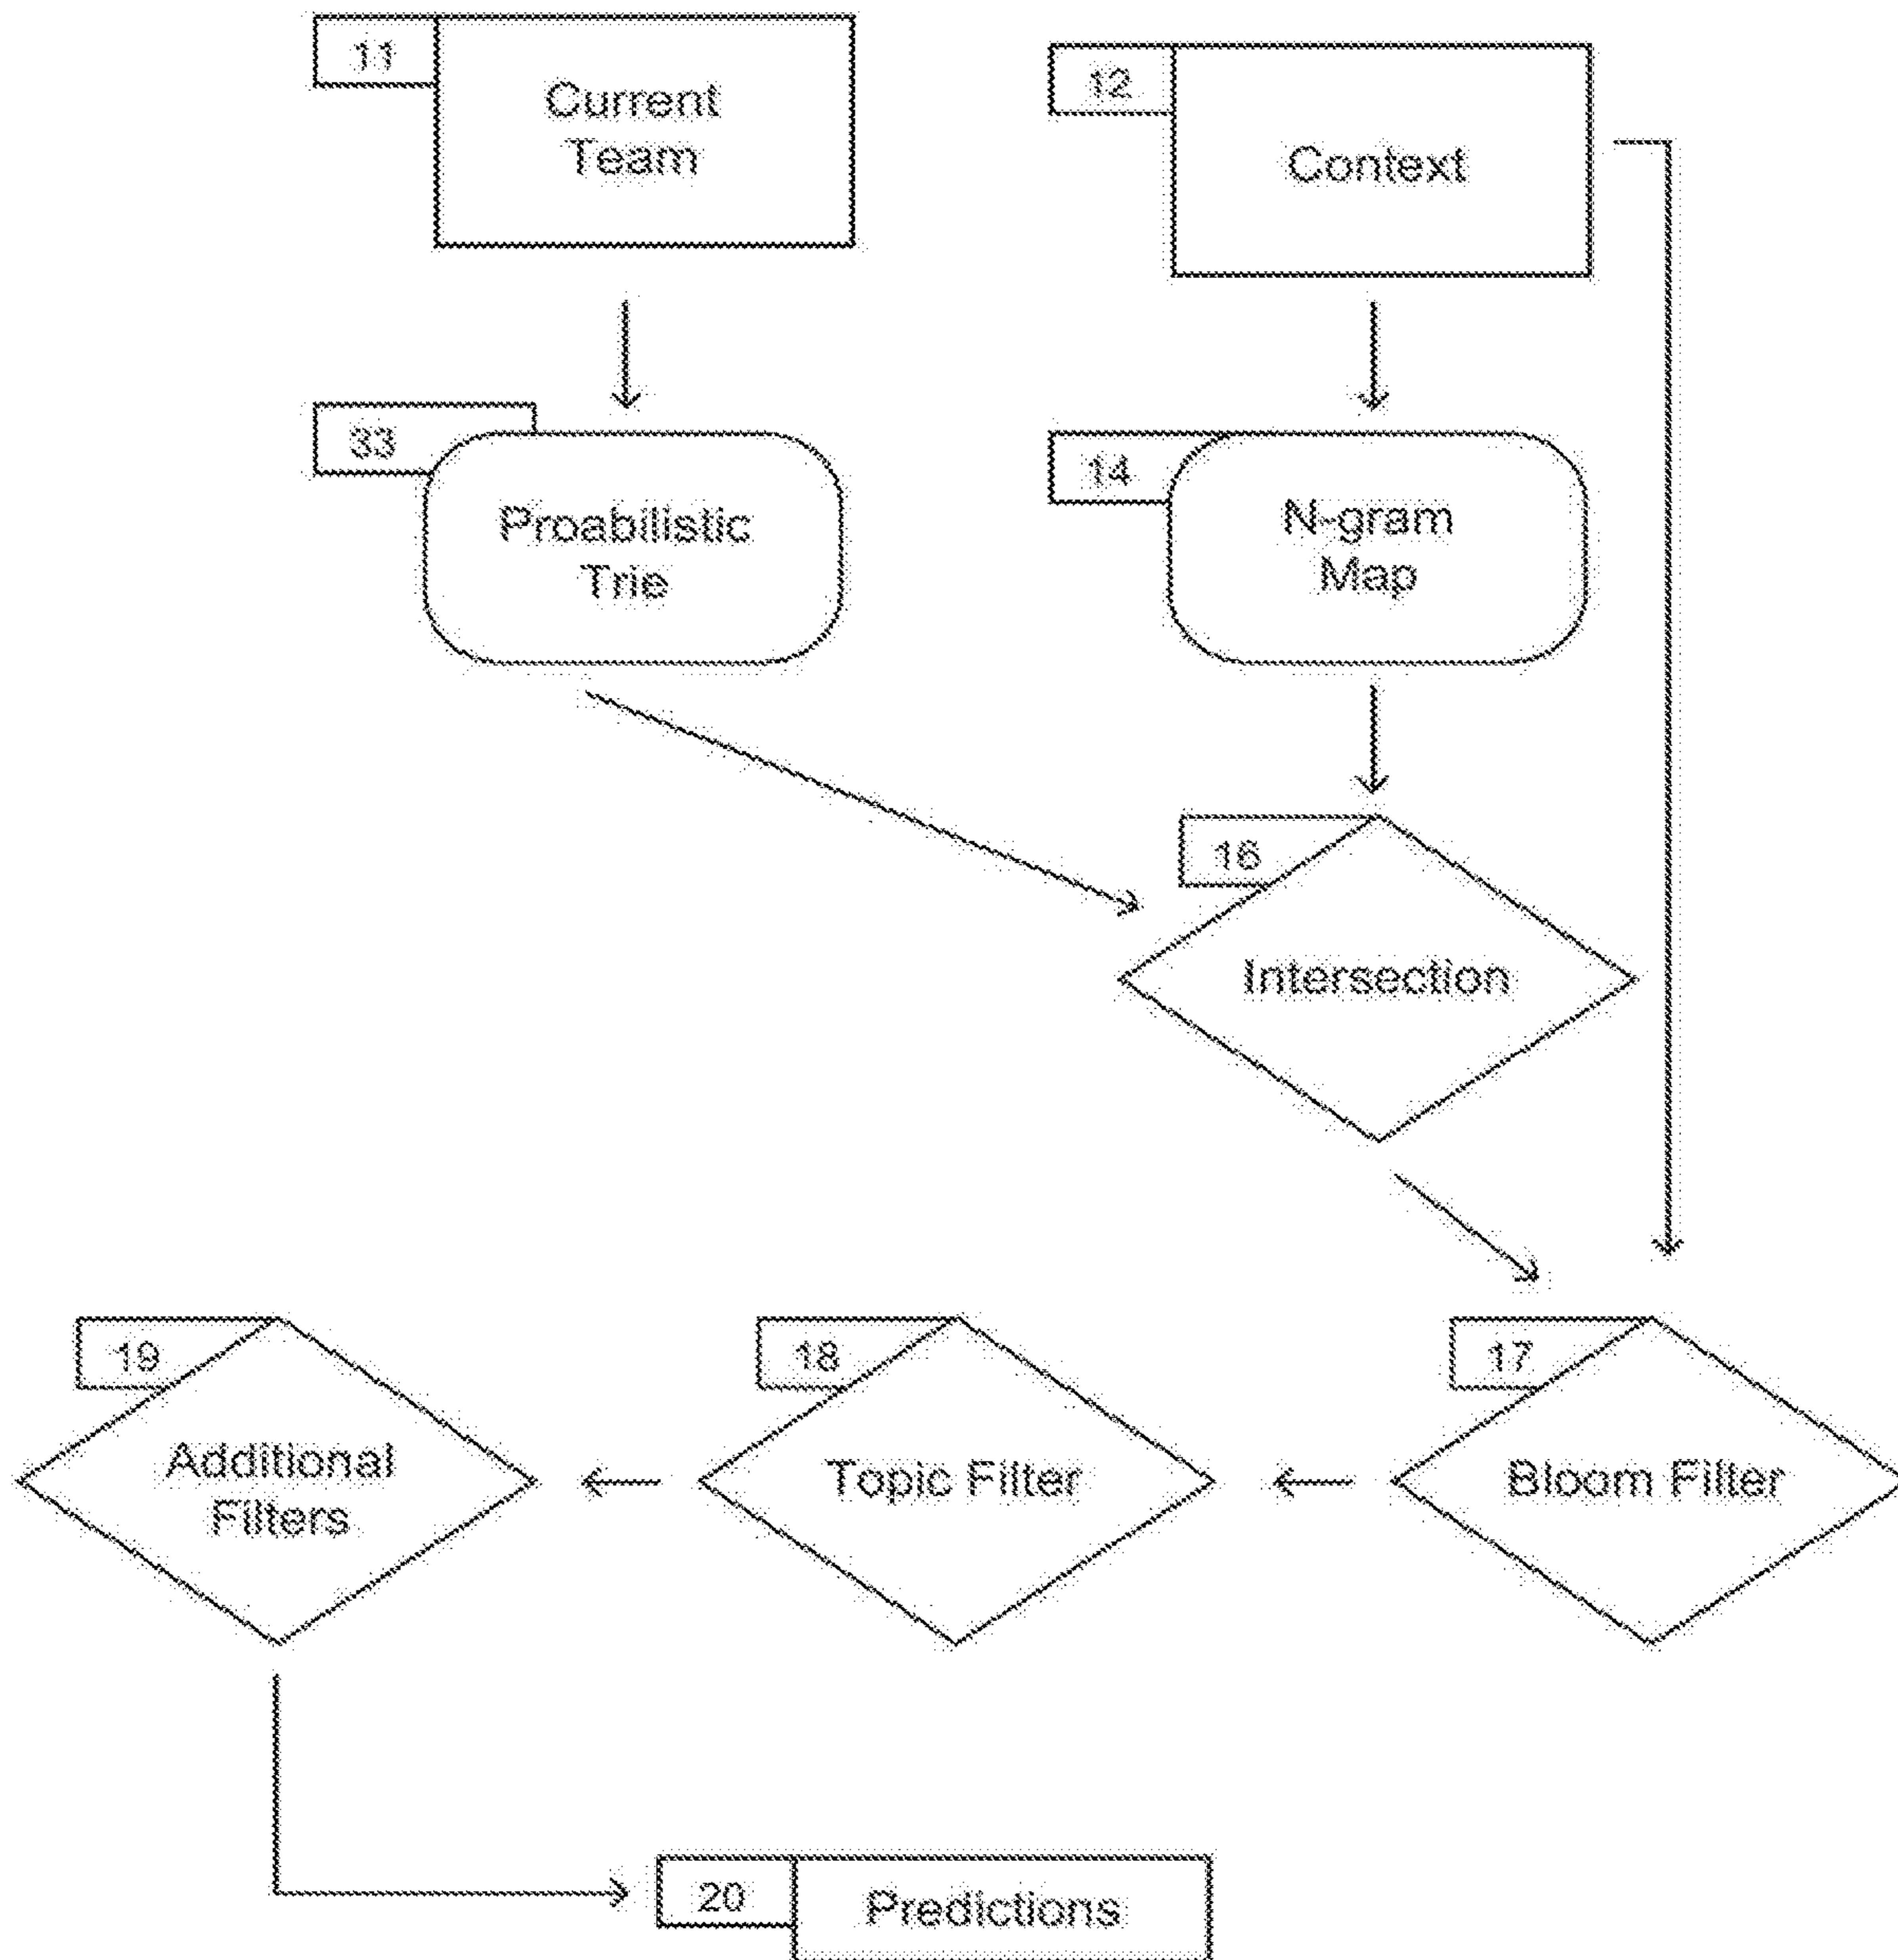 11
Current
Team
12
Context
33
Proabilistic
Trie
14
N-gram
Map
16
Intersection
19
Additional
Filters
18
Topic Filter
17
Bloom Filter
20
Predictions